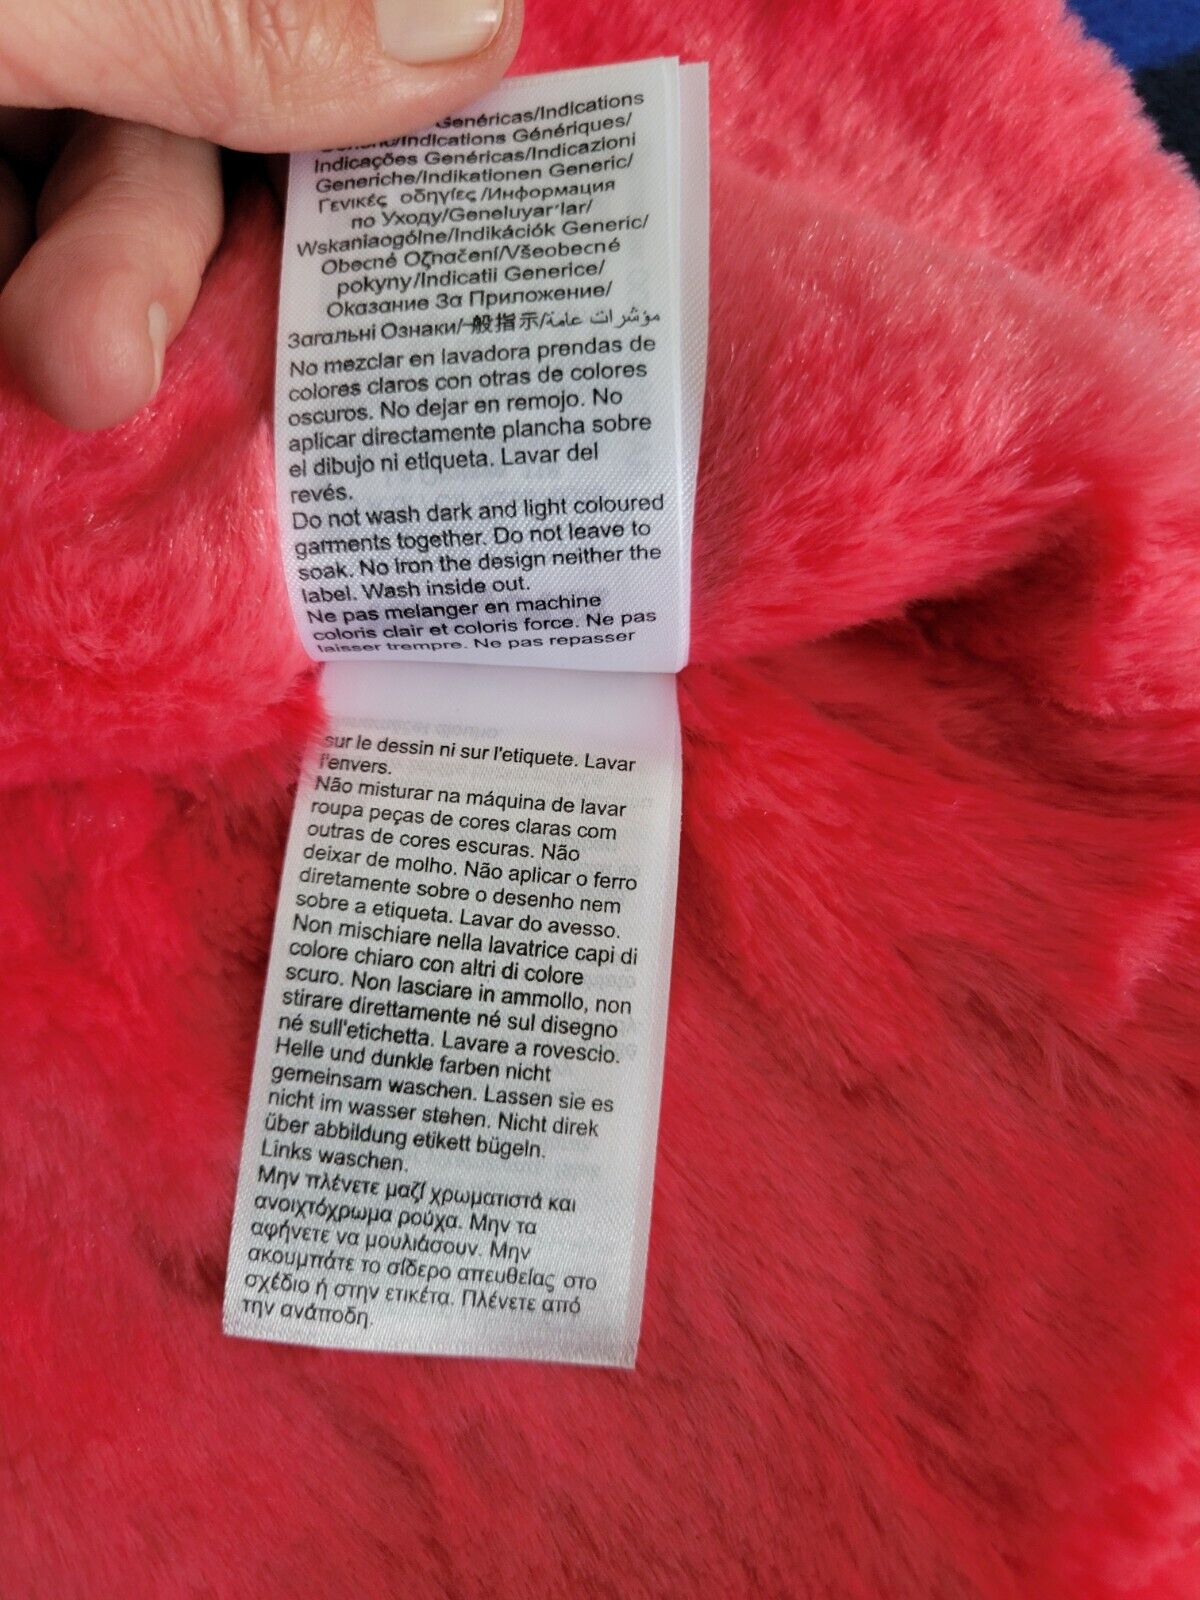 Genéricas/Indications
Generic/Indications Génériques/
Indicações Genéricas/Indicazioni
Generiche/Indikationen Generic/
Γενικές οδηγίες /Информация
по Уходу/Geneluyar'lar/
Wskaniaogólne/Indikációk Generic/
Obecné Označení/Všeobecné
pokyny/Indicatii Generice/
Оказание За Приложение/
Загальні Ознаки/一般指示/مؤشرات عامة
No mezclar en lavadora prendas de
colores claros con otras de colores
oscuros. No dejar en remojo. No
aplicar directamente plancha sobre
el dibujo ni etiqueta. Lavar del
revés.
Do not wash dark and light coloured
garments together. Do not leave to
soak. No iron the design neither the
label. Wash inside out.
Ne pas melanger en machine
coloris clair et coloris force. Ne pas
laisser trempre. Ne pas repasser
sur le dessin ni sur l'etiquete. Lavar
l'envers.
Não misturar na máquina de lavar
roupa peças de cores claras com
outras de cores escuras. Não
deixar de molho. Não aplicar o ferro
diretamente sobre o desenho nem
sobre a etiqueta. Lavar do avesso.
Non mischiare nella lavatrice capi di
colore chiaro con altri di colore
scuro. Non lasciare in ammollo, non
stirare direttamente né sul disegno
né sull'etichetta. Lavare a rovescio.
Helle und dunkle farben nicht
gemeinsam waschen. Lassen sie es
nicht im wasser stehen. Nicht direk
über abbildung etikett bügeln.
Links waschen.
Μην πλένετε μαζί χρωματιστά και
ανοιχτόχρωμα ρούχα. Μην τα
αφήνετε να μουλιάσουν. Μην
ακουμπάτε το σίδερο απευθείας στο
σχέδιο ή στην ετικέτα. Πλένετε από
την ανάποδη.